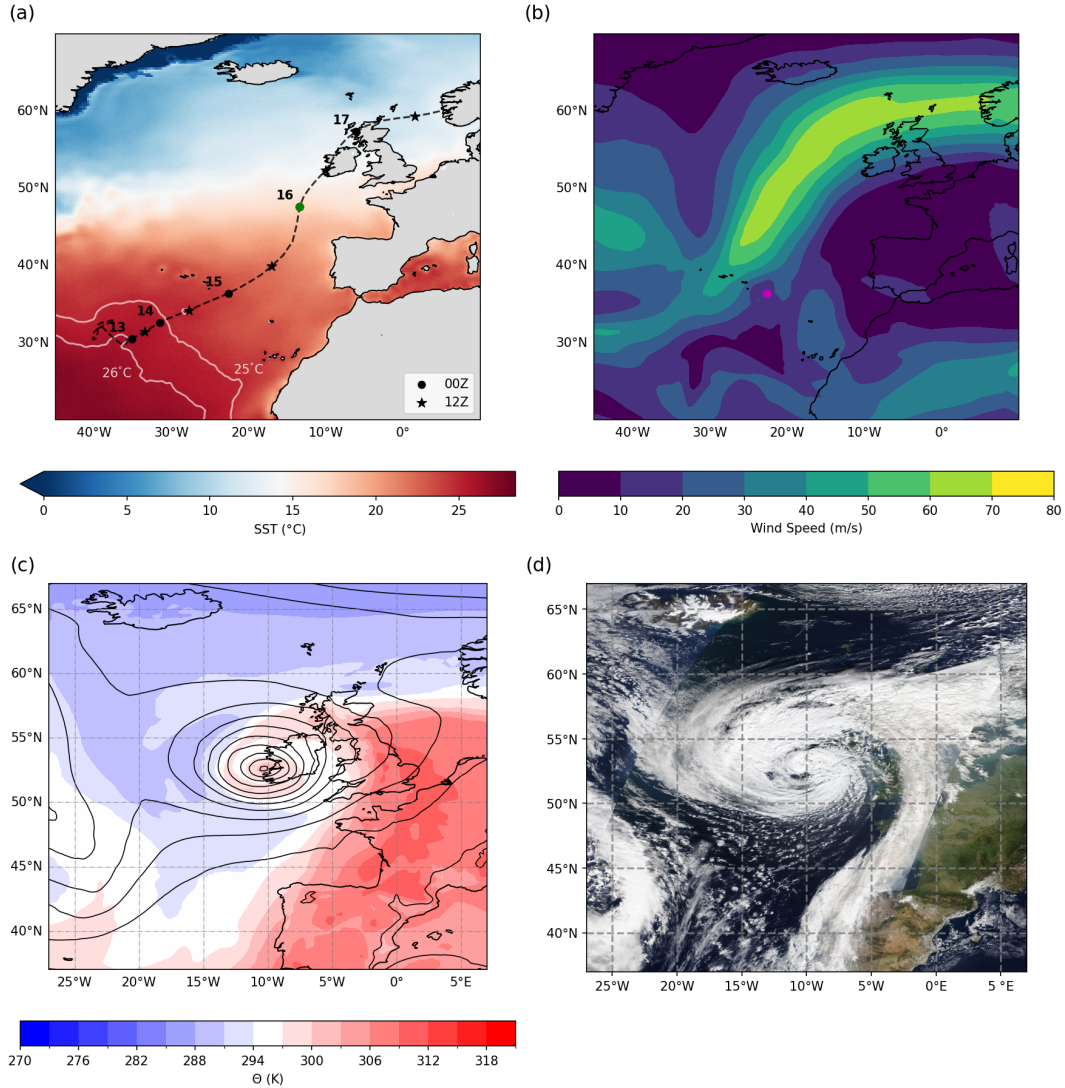 (a)
60°N
50°N
40°N
30°N
17
16
15
14
13
26°C
25°C
00Z
12Z
40°W 30°W 20°W 10°W 0°
0 5 10 15 20 25
SST (°C)
(b)
60°N
50°N
40°N
30°N
40°W 30°W 20°W 10°W 0°
0 10 20 30 40 50 60 70 80
Wind Speed (m/s)
(c)
65°N
60°N
55°N
50°N
45°N
40°N
25°W 20°W 15°W 10°W 5°W 0°E 5°E
270 276 282 288 294 300 306 312 318
Θ (K)
(d)
65°N
60°N
55°N
50°N
45°N
40°N
25°W 20°W 15°W 10°W 5°W 0°E 5°E